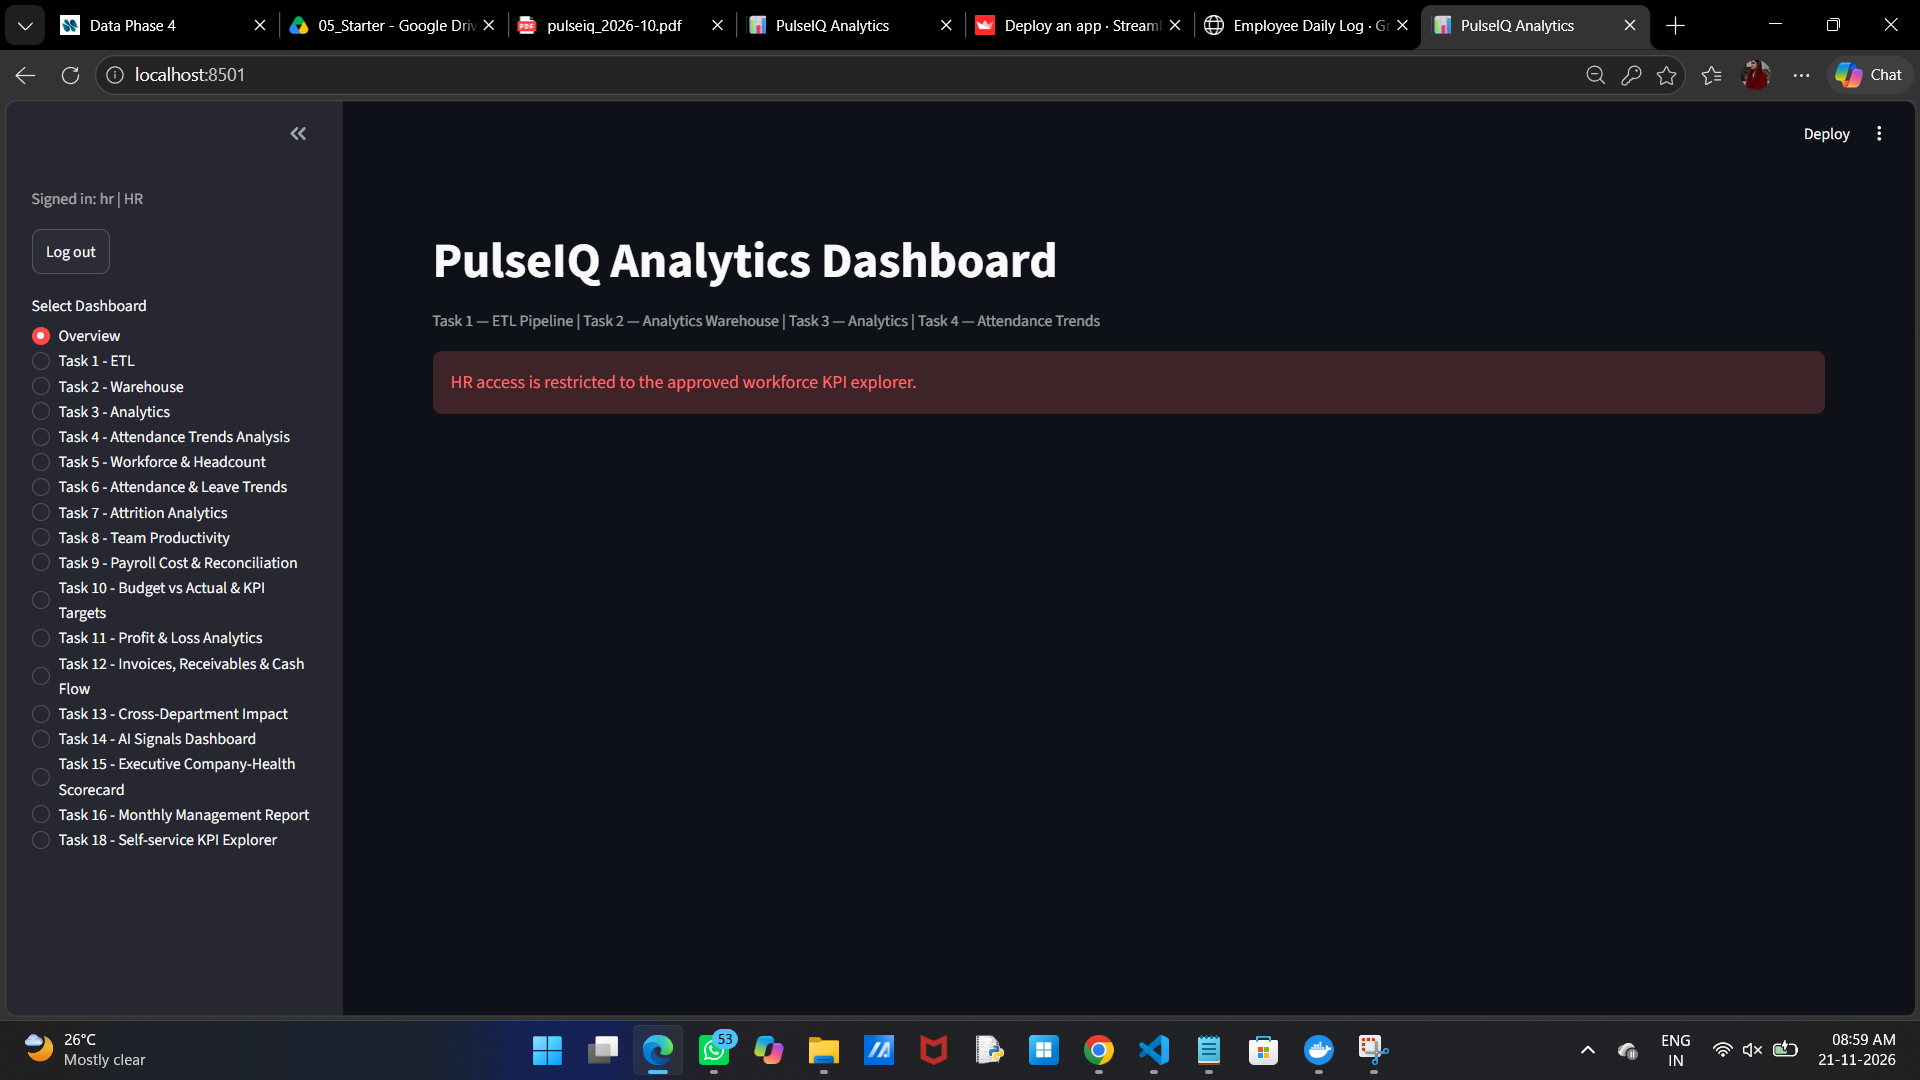 Data Phase 4
05_Starter - Google Driv
pulseiq_2026-10.pdf
PulseIQ Analytics
Deploy an app · Streaml
Employee Daily Log · Gr
PulseIQ Analytics
localhost:8501
Chat
Deploy
Signed in: hr | HR
Log out
Select Dashboard
Overview
Task 1 - ETL
Task 2 - Warehouse
Task 3 - Analytics
Task 4 - Attendance Trends Analysis
Task 5 - Workforce & Headcount
Task 6 - Attendance & Leave Trends
Task 7 - Attrition Analytics
Task 8 - Team Productivity
Task 9 - Payroll Cost & Reconciliation
Task 10 - Budget vs Actual & KPI
Targets
Task 11 - Profit & Loss Analytics
Task 12 - Invoices, Receivables & Cash
Flow
Task 13 - Cross-Department Impact
Task 14 - AI Signals Dashboard
Task 15 - Executive Company-Health
Scorecard
Task 16 - Monthly Management Report
Task 18 - Self-service KPI Explorer
PulseIQ Analytics Dashboard
Task 1 — ETL Pipeline | Task 2 — Analytics Warehouse | Task 3 — Analytics | Task 4 — Attendance Trends
HR access is restricted to the approved workforce KPI explorer.
26°C
Mostly clear
53
ENG
IN
08:59 AM
21-11-2026